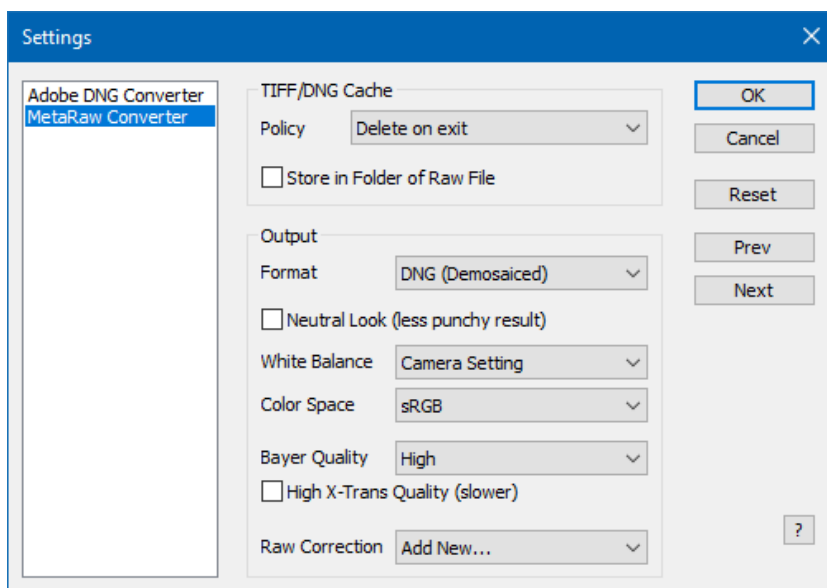 Settings
Adobe DNG Converter
MetaRaw Converter
TIFF/DNG Cache
Policy Delete on exit
Store in Folder of Raw File
Output
Format DNG (Demosaiced)
Neutral Look (less punchy result)
White Balance Camera Setting
Color Space sRGB
Bayer Quality High
High X-Trans Quality (slower)
Raw Correction Add New...
OK
Cancel
Reset
Prev
Next
?